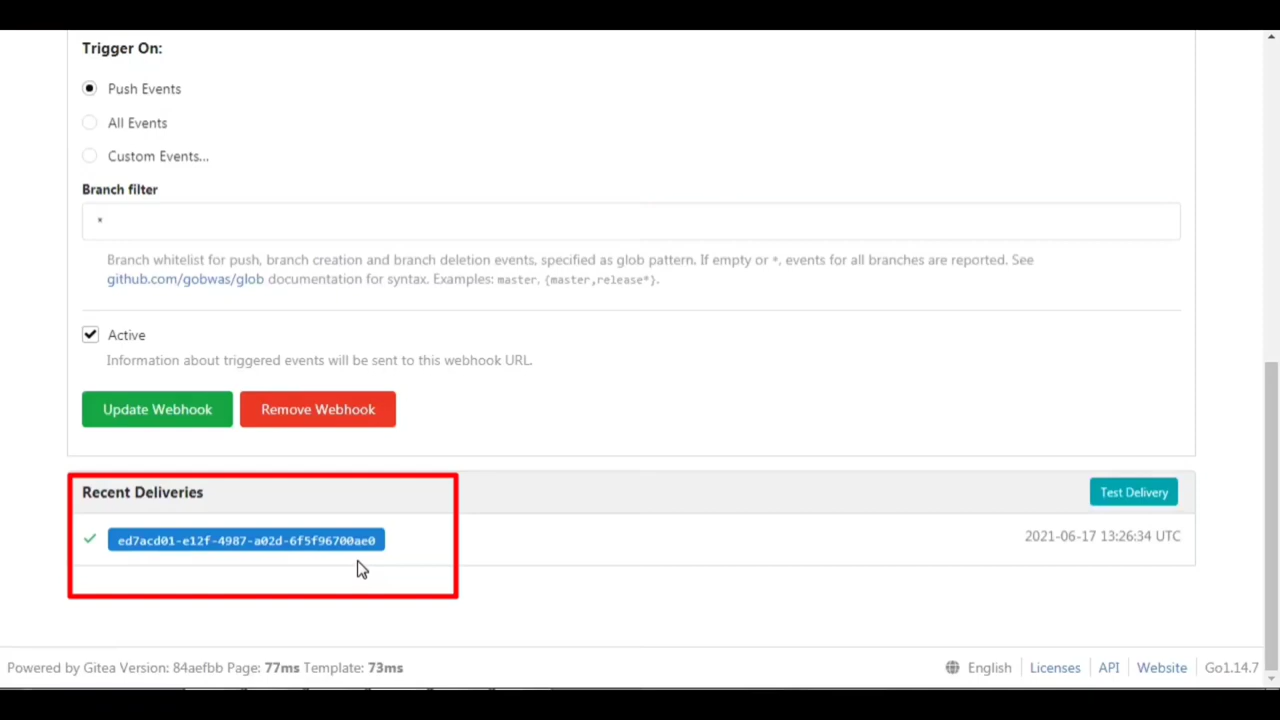 Trigger On:
Push Events
All Events
Custom Events...
Branch filter
*
Branch whitelist for push, branch creation and branch deletion events, specified as glob pattern. If empty or *, events for all branches are reported. See
github.com/gobwas/glob documentation for syntax. Examples: master, {master,release*}.
Active
Information about triggered events will be sent to this webhook URL.
Update Webhook Remove Webhook
Recent Deliveries Test Delivery
ed7acd01-e12f-4987-a02d-6f5f96700ae0 2021-06-17 13:26:34 UTC
Powered by Gitea Version: 84aefbb Page: 77ms Template: 73ms English Licenses API Website Go1.14.7